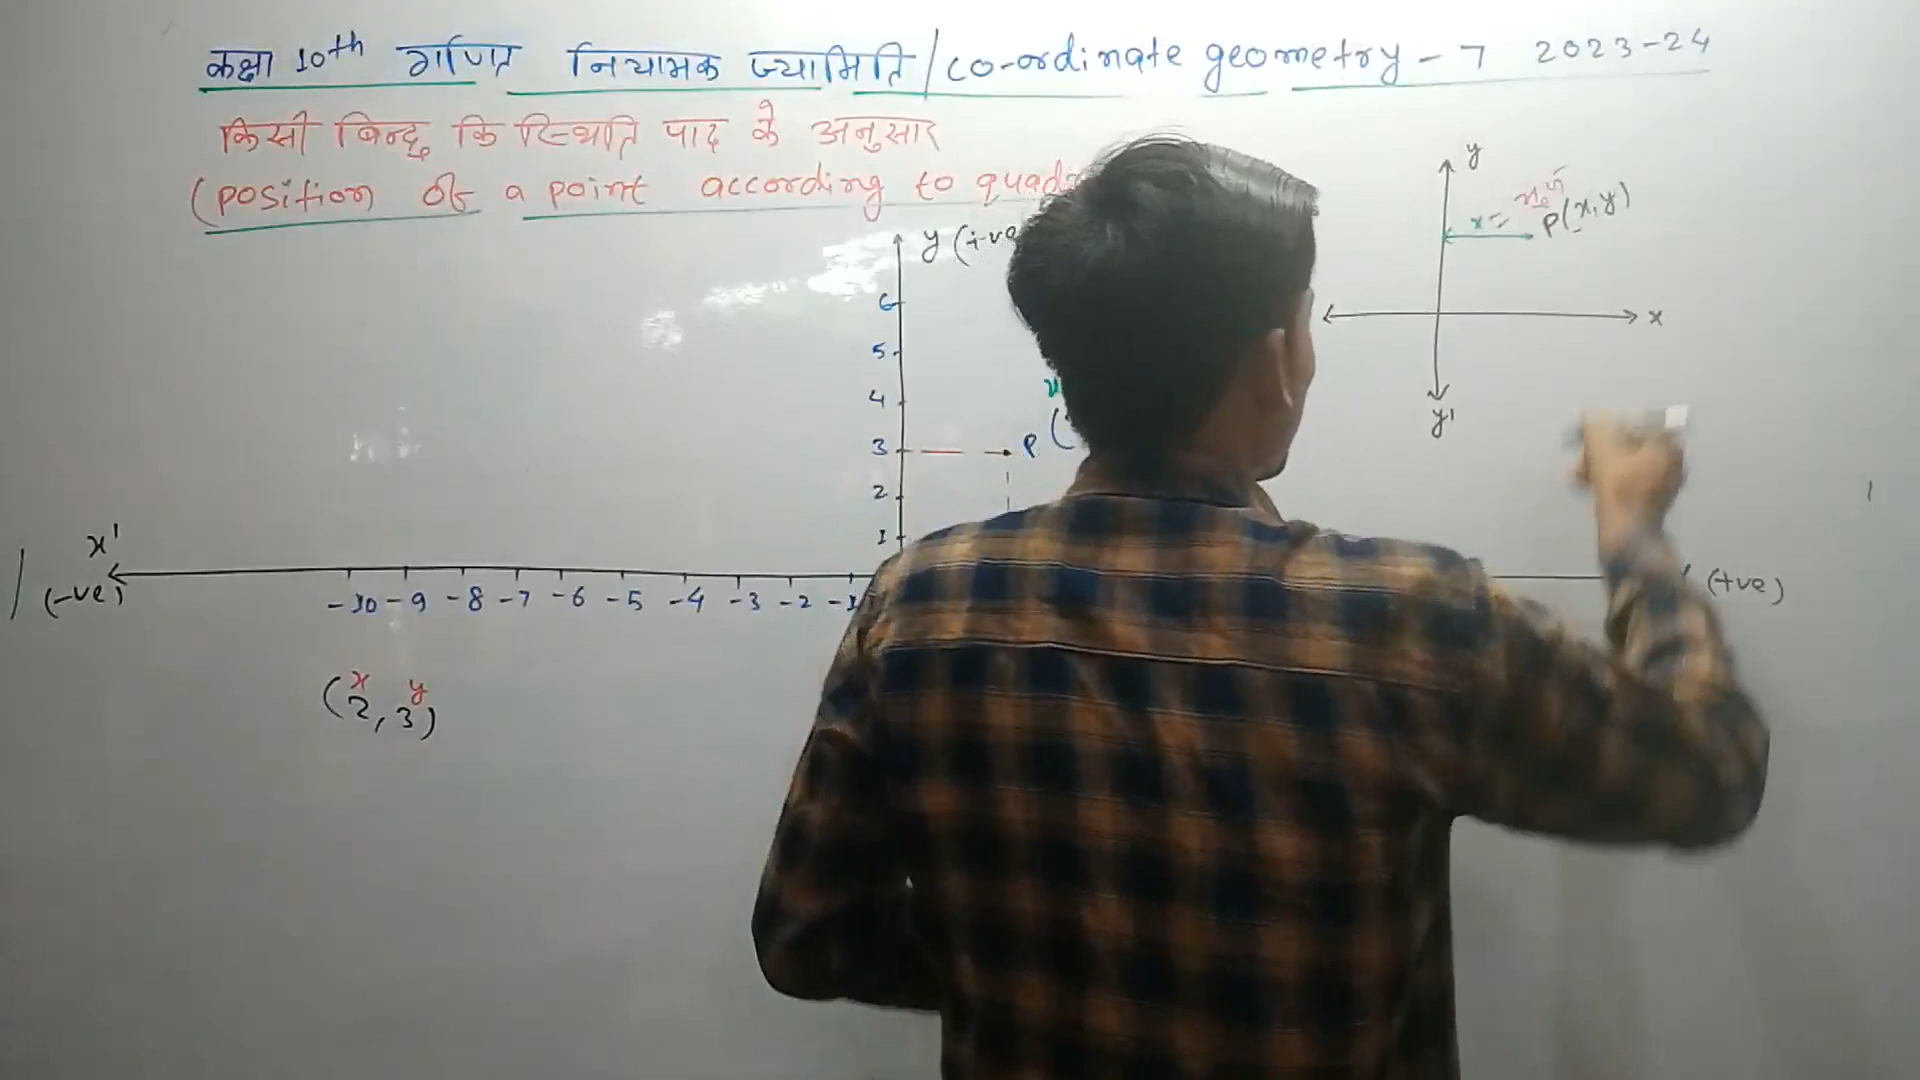 कक्षा 10th गणित नियामक ज्यामिति / co-ordinate geometry - 7 2023-24
किसी बिन्दु कि स्थिति पाद के अनुसार
(position of a point according to
y
P(x,y)
x =
x
y'
y (+ve
6
5
4
3
2
1
P (
x'
(-ve)
-10 -9 -8 -7 -6 -5 -4 -3 -2 -1
(+ve)
x y
(2, 3)